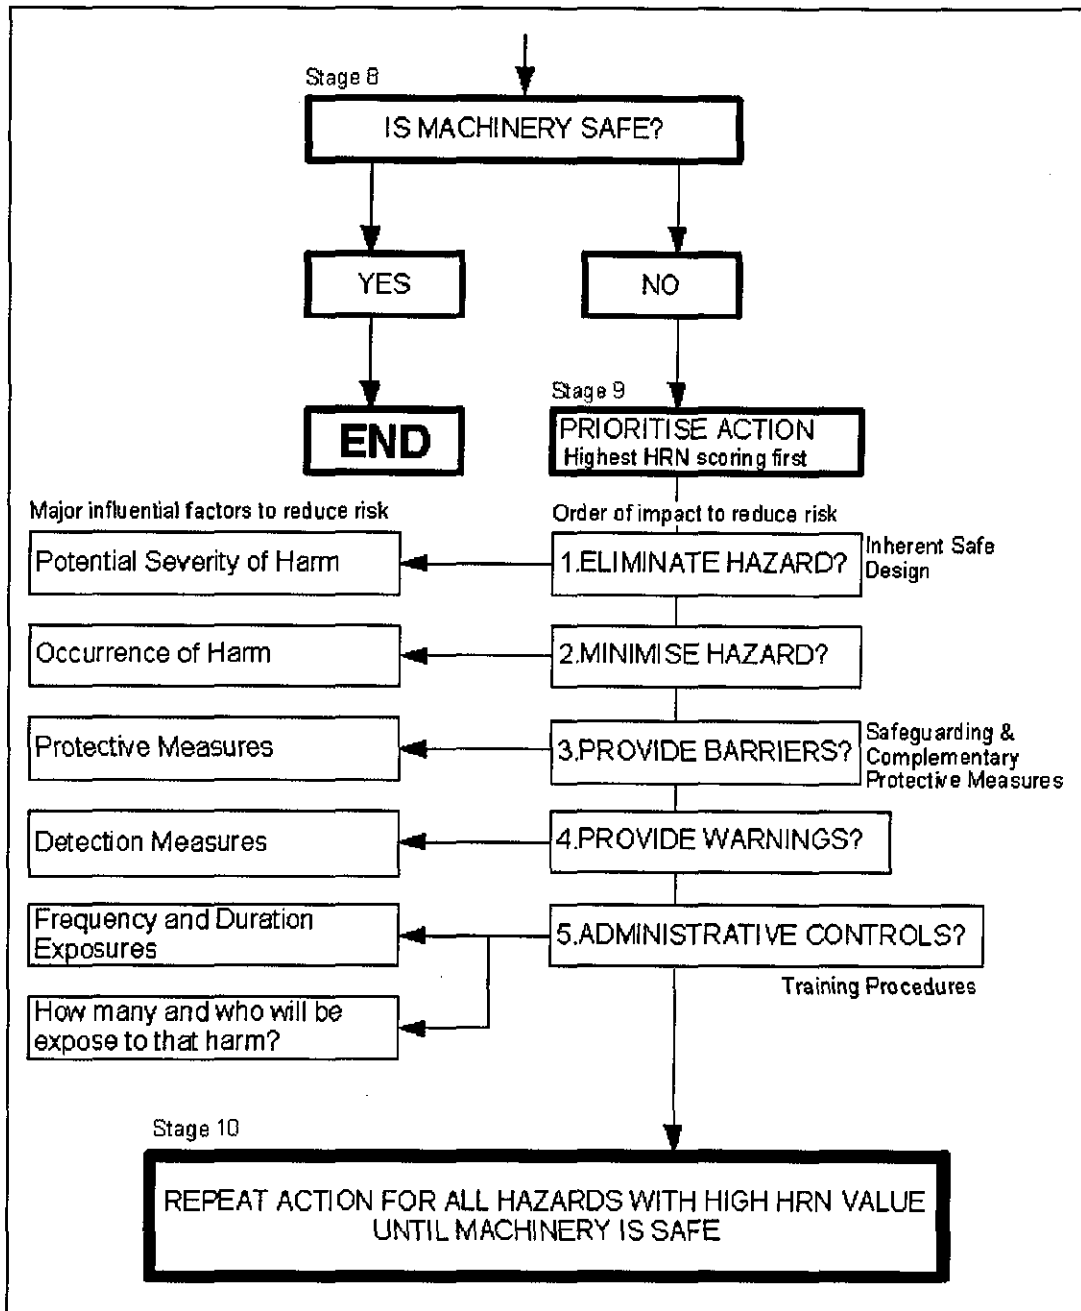 Stage 8
IS MACHINERY SAFE?
YES
NO
END
Stage 9
PRIORITISE ACTION
Highest HRN scoring first
Major influential factors to reduce risk
Order of impact to reduce risk
Potential Severity of Harm
1.ELIMINATE HAZARD?
Inherent Safe
Design
Occurrence of Harm
2.MINIMISE HAZARD?
Protective Measures
3.PROVIDE BARRIERS?
Safeguarding &
Complementary
Protective Measures
Detection Measures
4.PROVIDE WARNINGS?
Frequency and Duration
Exposures
5.ADMINISTRATIVE CONTROLS?
Training Procedures
How many and who will be
expose to that harm?
Stage 10
REPEAT ACTION FOR ALL HAZARDS WITH HIGH HRN VALUE
UNTIL MACHINERY IS SAFE